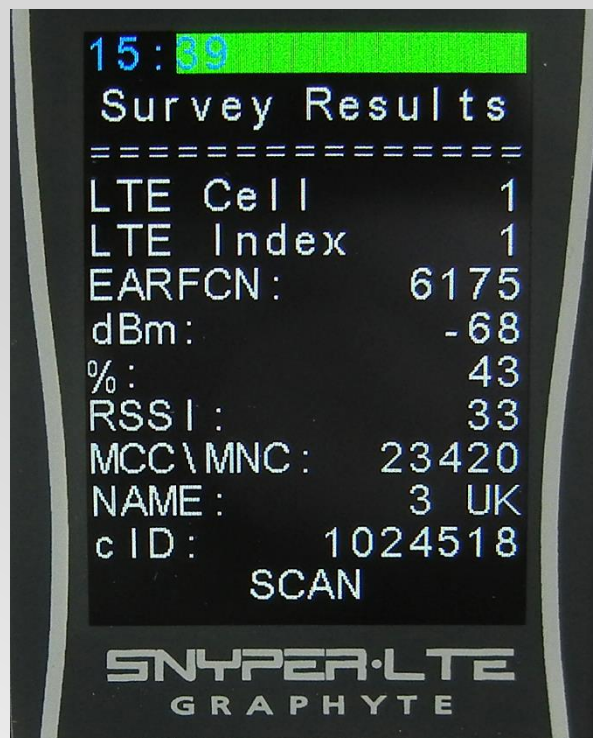 15:39
Survey Results
===============
LTE Cell 1
LTE Index 1
EARFCN: 6175
dBm: -68
%: 43
RSSI: 33
MCC\MNC: 23420
NAME: 3 UK
cID: 1024518
SCAN
SNYPER·LTE
GRAPHYTE